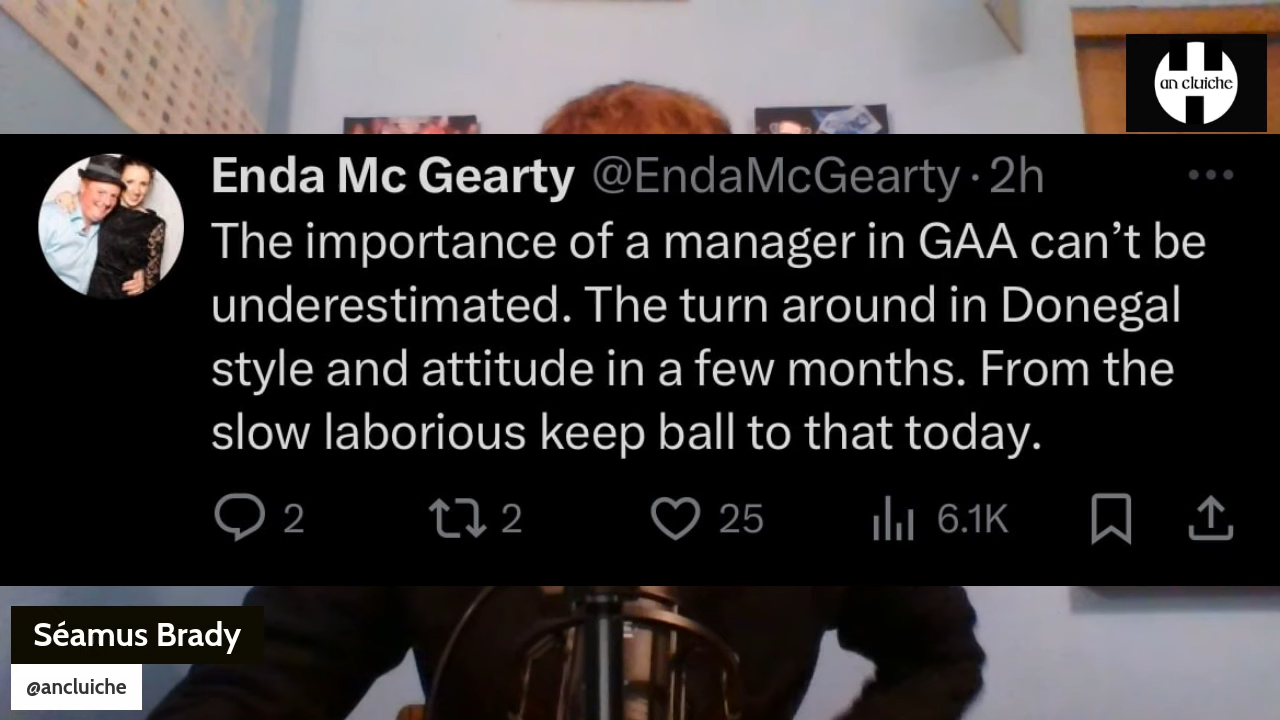 an cluiche
Enda Mc Gearty @EndaMcGearty · 2h
The importance of a manager in GAA can’t be
underestimated. The turn around in Donegal
style and attitude in a few months. From the
slow laborious keep ball to that today.
2 2 25 6.1K
Séamus Brady
@ancluiche